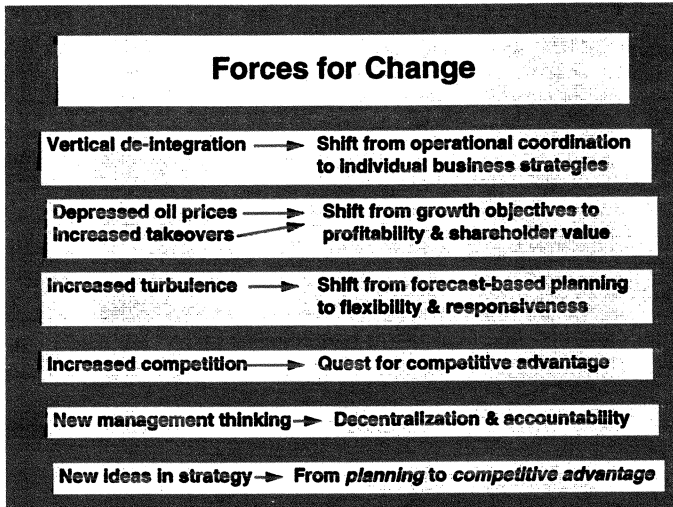 Forces for Change
Vertical de-integration → Shift from operational coordination
to individual business strategies
Depressed oil prices → Shift from growth objectives to
Increased takeovers → profitability & shareholder value
Increased turbulence → Shift from forecast-based planning
to flexibility & responsiveness
Increased competition → Quest for competitive advantage
New management thinking → Decentralization & accountability
New ideas in strategy → From planning to competitive advantage